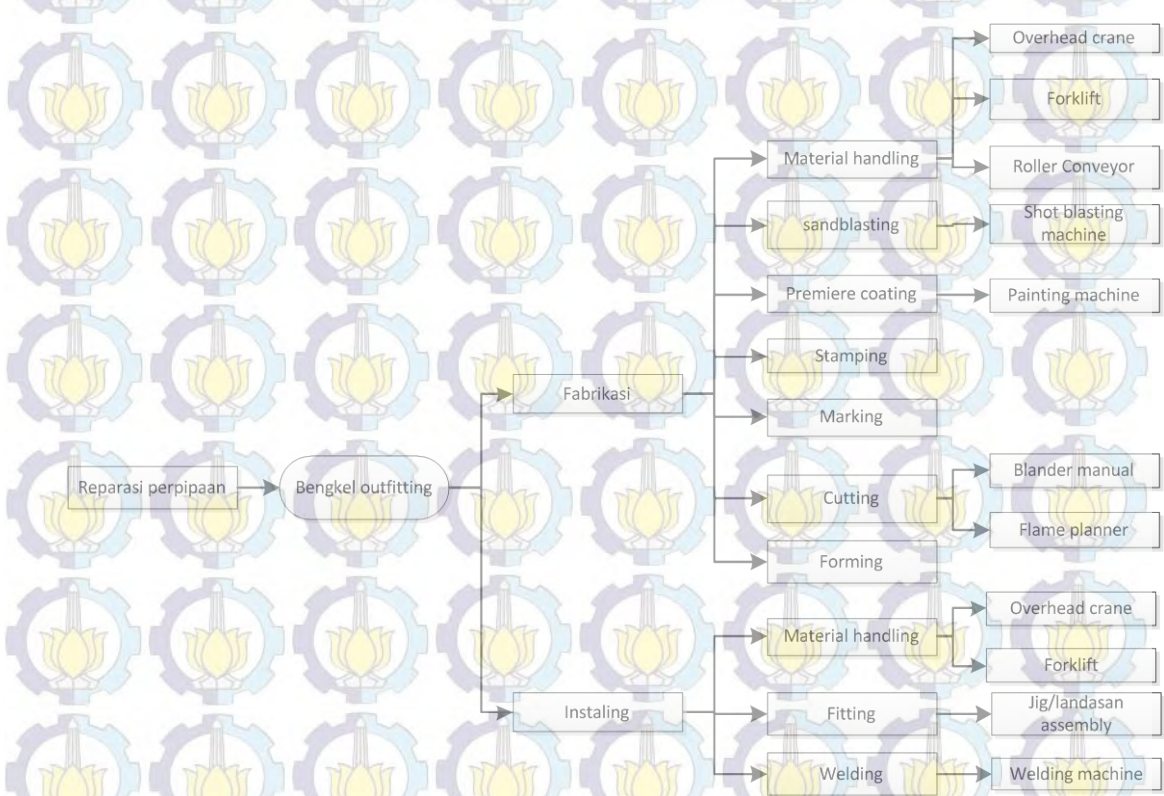 Overhead crane
Forklift
Material handling
Roller Conveyor
sandblasting
Shot blasting
machine
Premiere coating
Painting machine
Stamping
Fabrikasi
Marking
Reparasi perpipaan
Bengkel outfitting
Cutting
Blander manual
Flame planner
Forming
Material handling
Overhead crane
Forklift
Instaling
Fitting
Jig/landasan
assembly
Welding
Welding machine